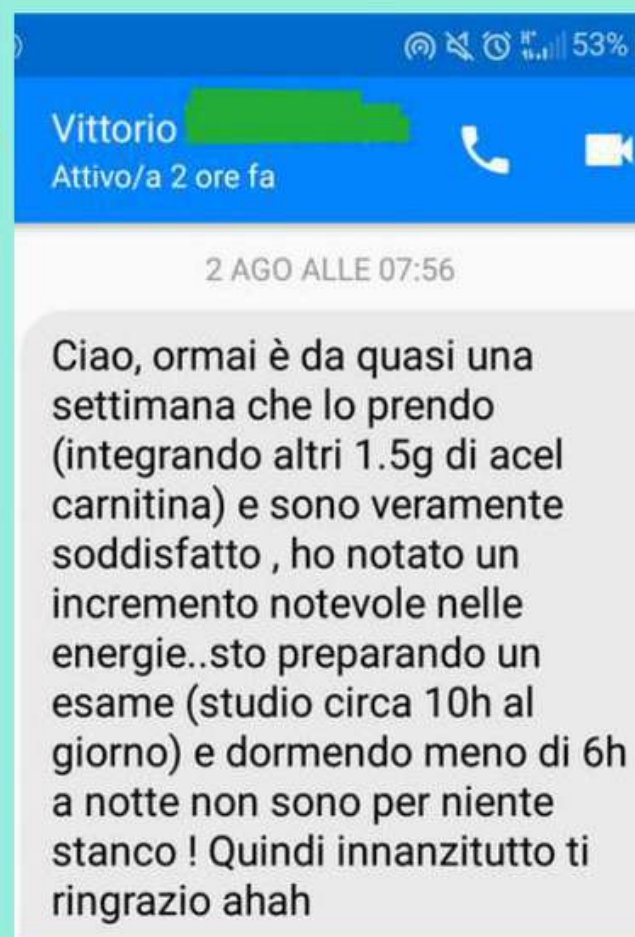 53%
Vittorio
Attivo/a 2 ore fa
2 AGO ALLE 07:56
Ciao, ormai è da quasi una
settimana che lo prendo
(integrando altri 1.5g di acel
carnitina) e sono veramente
soddisfatto , ho notato un
incremento notevole nelle
energie..sto preparando un
esame (studio circa 10h al
giorno) e dormendo meno di 6h
a notte non sono per niente
stanco ! Quindi innanzitutto ti
ringrazio ahah